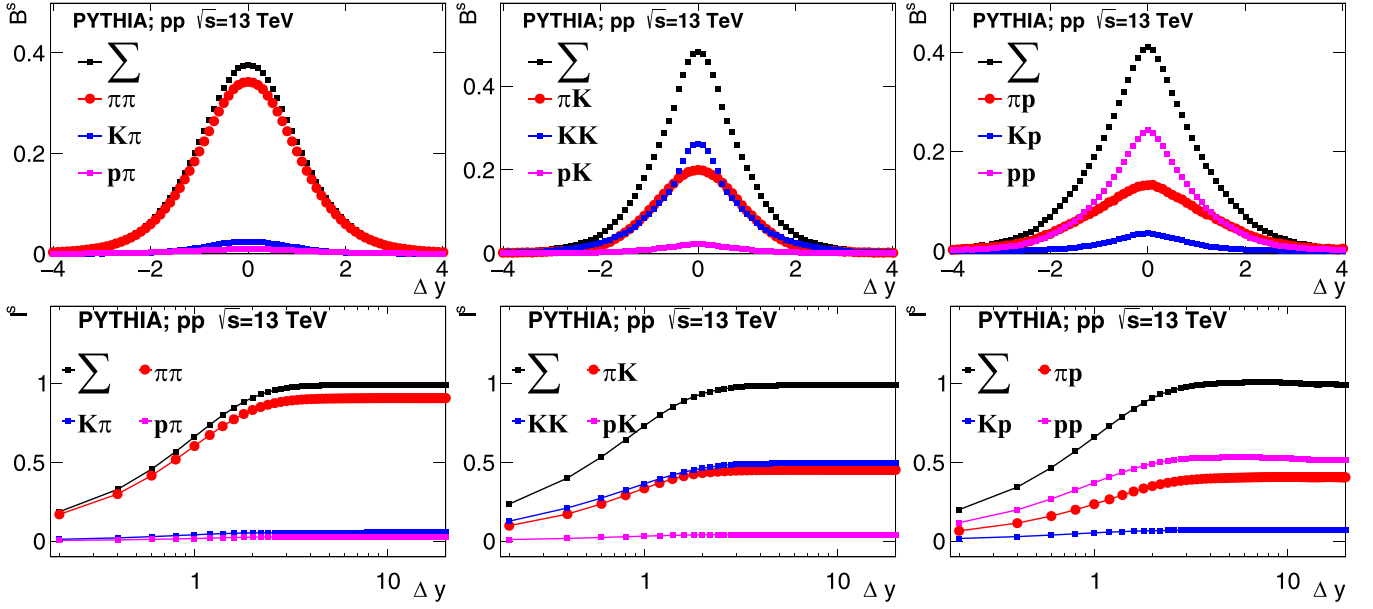 B^s
PYTHIA; pp √s=13 TeV
∑
ππ
Kπ
pπ
0.4
0.2
0
−4 −2 0 2 4
Δ y
B^s
PYTHIA; pp √s=13 TeV
∑
πK
KK
pK
0.4
0.2
0
−4 −2 0 2 4
Δ y
B^s
PYTHIA; pp √s=13 TeV
∑
πp
Kp
pp
0.4
0.2
0
−4 −2 0 2 4
Δ y
I^s
PYTHIA; pp √s=13 TeV
∑ ππ
Kπ pπ
1
0.5
0
1 10
Δ y
I^s
PYTHIA; pp √s=13 TeV
∑ πK
KK pK
1
0.5
0
1 10
Δ y
I^s
PYTHIA; pp √s=13 TeV
∑ πp
Kp pp
1
0.5
0
1 10
Δ y